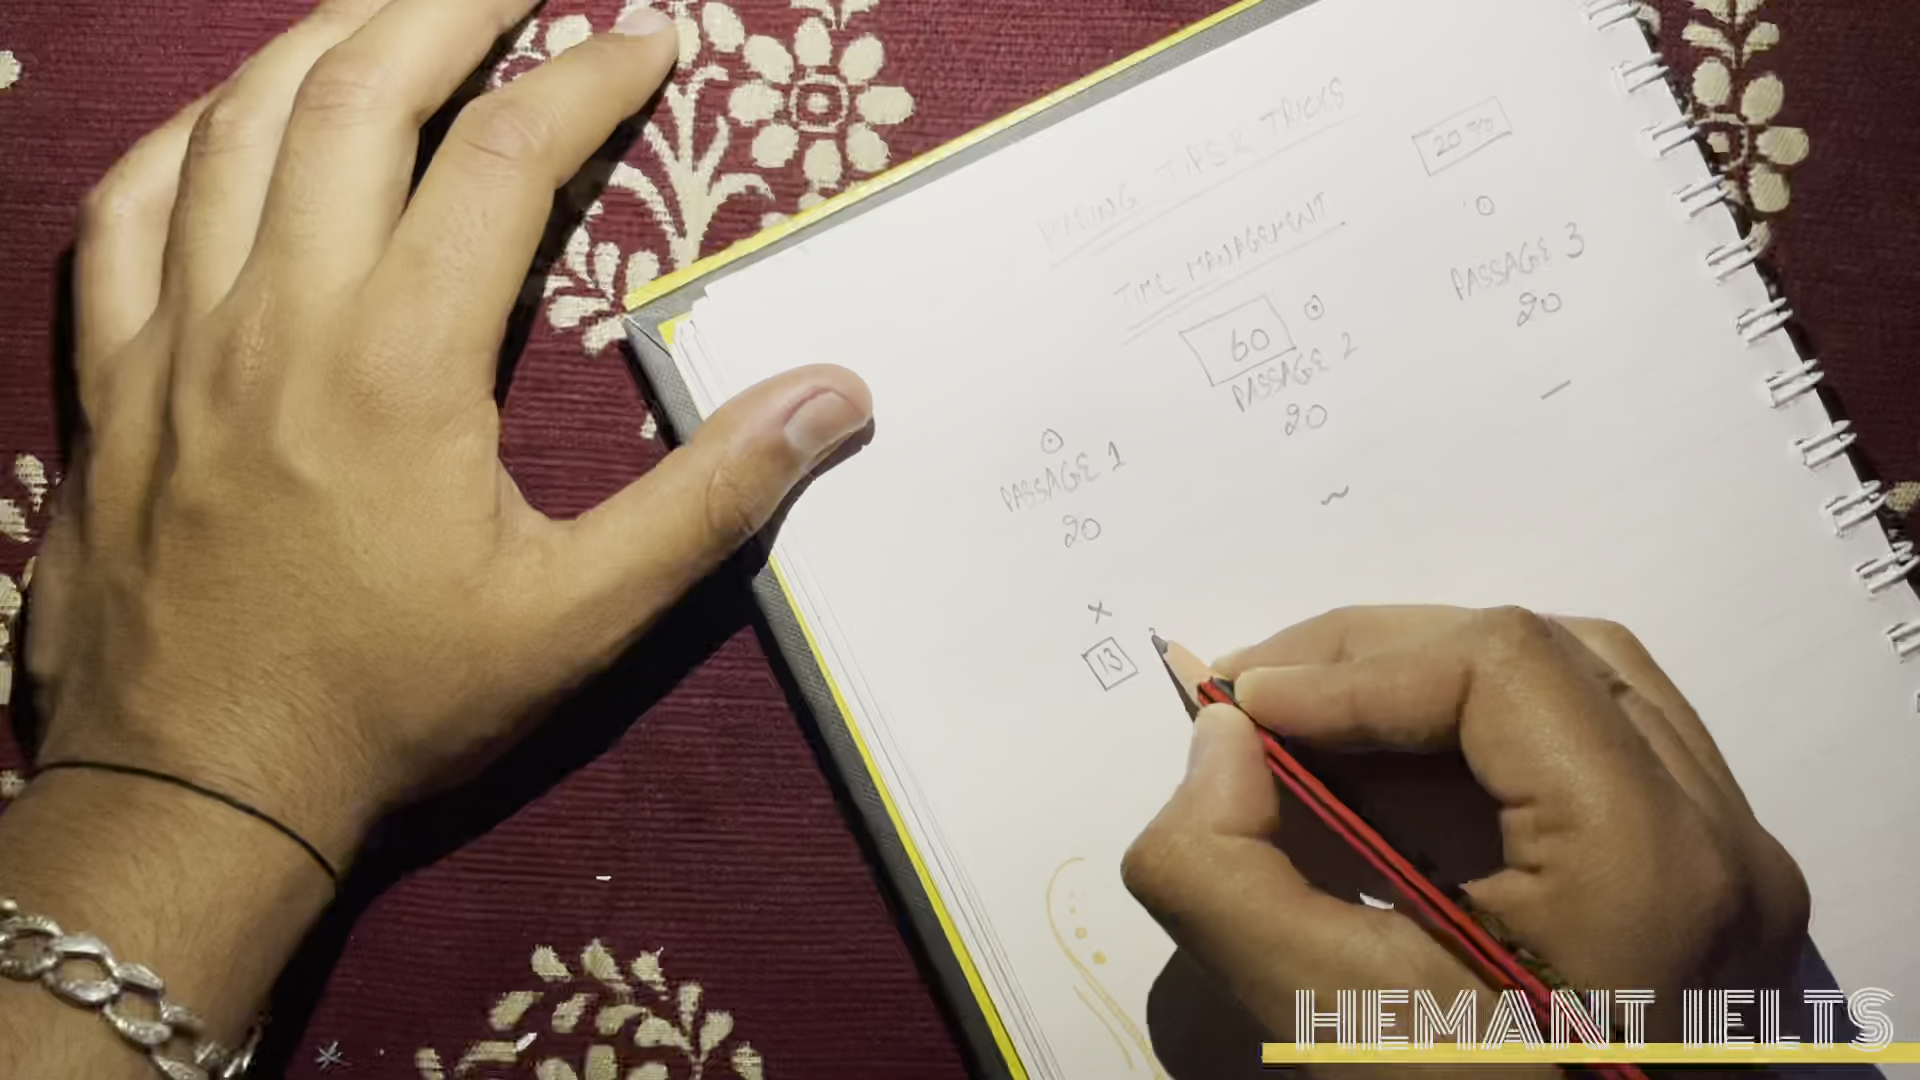 READING TIPS & TRICKS
20 %
TIME MANAGEMENT
60
PASSAGE 1
20
PASSAGE 2
20
PASSAGE 3
20
x
13
HEMANT IELTS